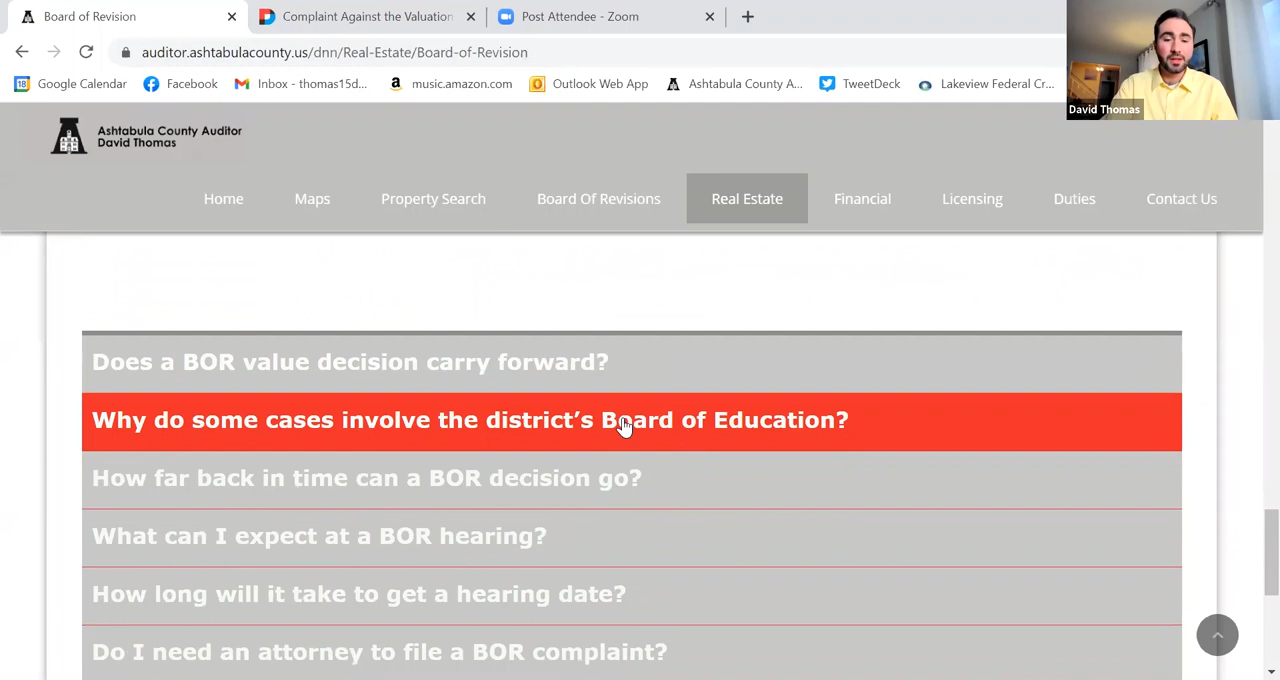 Board of Revision
Complaint Against the Valuation
Post Attendee - Zoom
auditor.ashtabulacounty.us/dnn/Real-Estate/Board-of-Revision
18 Google Calendar
Facebook
Inbox - thomas15d...
music.amazon.com
Outlook Web App
Ashtabula County A...
TweetDeck
Lakeview Federal Cr...
David Thomas
Ashtabula County Auditor
David Thomas
Home
Maps
Property Search
Board Of Revisions
Real Estate
Financial
Licensing
Duties
Contact Us
Does a BOR value decision carry forward?
Why do some cases involve the district’s Board of Education?
How far back in time can a BOR decision go?
What can I expect at a BOR hearing?
How long will it take to get a hearing date?
Do I need an attorney to file a BOR complaint?